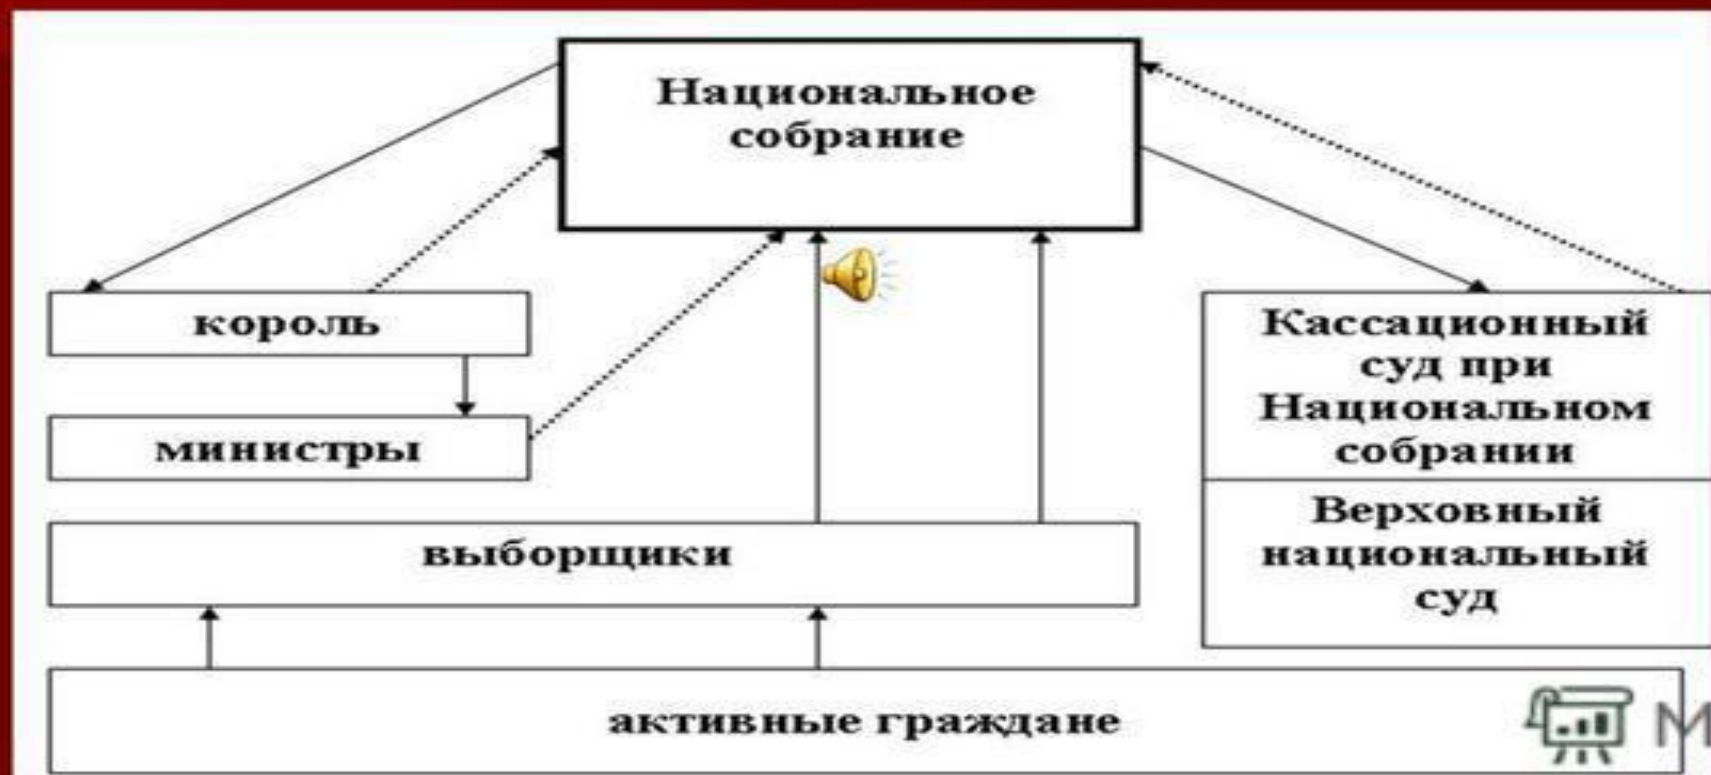 Национальное
собрание
король
министры
выборщики
Кассационный
суд при
Национальном
собрании
Верховный
национальный
суд
активные граждане
М